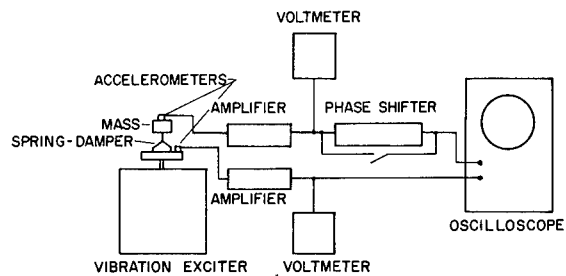 VOLTMETER
ACCELEROMETERS
AMPLIFIER
PHASE SHIFTER
MASS
SPRING-DAMPER
AMPLIFIER
OSCILLOSCOPE
VIBRATION EXCITER
VOLTMETER